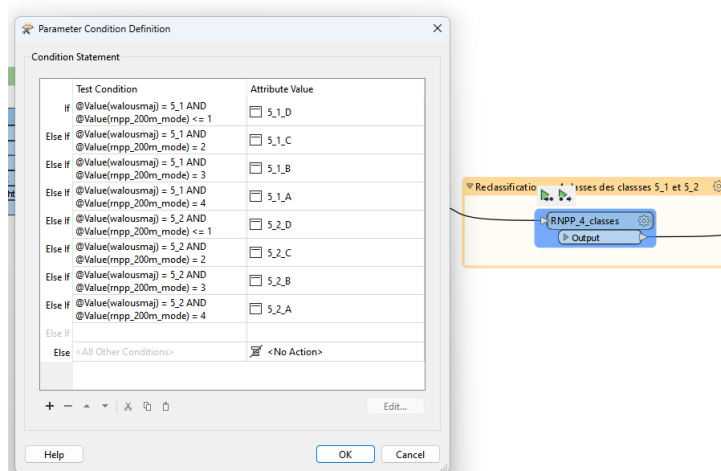 Parameter Condition Definition
Condition Statement
Test Condition Attribute Value
If @Value(walousmaj) = 5_1 AND
@Value(rnpp_200m_mode) <= 1 5_1_D
Else If @Value(walousmaj) = 5_1 AND
@Value(rnpp_200m_mode) = 2 5_1_C
Else If @Value(walousmaj) = 5_1 AND
@Value(rnpp_200m_mode) = 3 5_1_B
Else If @Value(walousmaj) = 5_1 AND
@Value(rnpp_200m_mode) = 4 5_1_A
Else If @Value(walousmaj) = 5_2 AND
@Value(rnpp_200m_mode) <= 1 5_2_D
Else If @Value(walousmaj) = 5_2 AND
@Value(rnpp_200m_mode) = 2 5_2_C
Else If @Value(walousmaj) = 5_2 AND
@Value(rnpp_200m_mode) = 3 5_2_B
Else If @Value(walousmaj) = 5_2 AND
@Value(rnpp_200m_mode) = 4 5_2_A
Else If
Else <All Other Conditions> <No Action>
Edit...
Help OK Cancel
Reclassification 4 classes des classses 5_1 et 5_2
RNPP_4_classes
Output